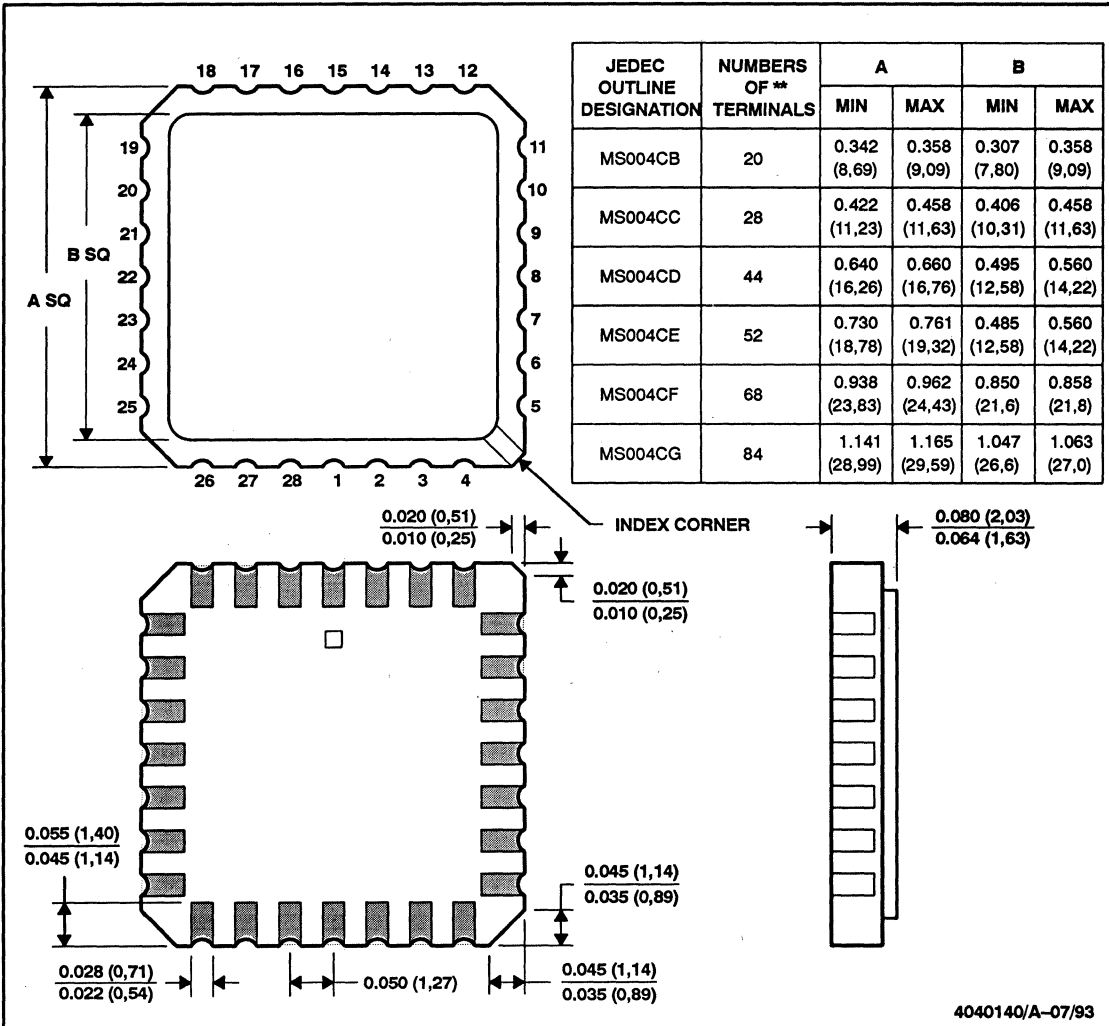 JEDEC OUTLINE DESIGNATION NUMBERS OF ** TERMINALS A B
MIN MAX MIN MAX
MS004CB 20 0.342 (8,69) 0.358 (9,09) 0.307 (7,80) 0.358 (9,09)
MS004CC 28 0.422 (11,23) 0.458 (11,63) 0.406 (10,31) 0.458 (11,63)
MS004CD 44 0.640 (16,26) 0.660 (16,76) 0.495 (12,58) 0.560 (14,22)
MS004CE 52 0.730 (18,78) 0.761 (19,32) 0.485 (12,58) 0.560 (14,22)
MS004CF 68 0.938 (23,83) 0.962 (24,43) 0.850 (21,6) 0.858 (21,8)
MS004CG 84 1.141 (28,99) 1.165 (29,59) 1.047 (26,6) 1.063 (27,0)
18 17 16 15 14 13 12
19
20
21
22
23
24
25
11
10
9
8
7
6
5
B SQ
A SQ
26 27 28 1 2 3 4
INDEX CORNER
0.020 (0,51)
0.010 (0,25)
0.020 (0,51)
0.010 (0,25)
0.080 (2,03)
0.064 (1,63)
0.055 (1,40)
0.045 (1,14)
0.045 (1,14)
0.035 (0,89)
0.028 (0,71)
0.022 (0,54)
0.050 (1,27)
0.045 (1,14)
0.035 (0,89)
4040140/A–07/93